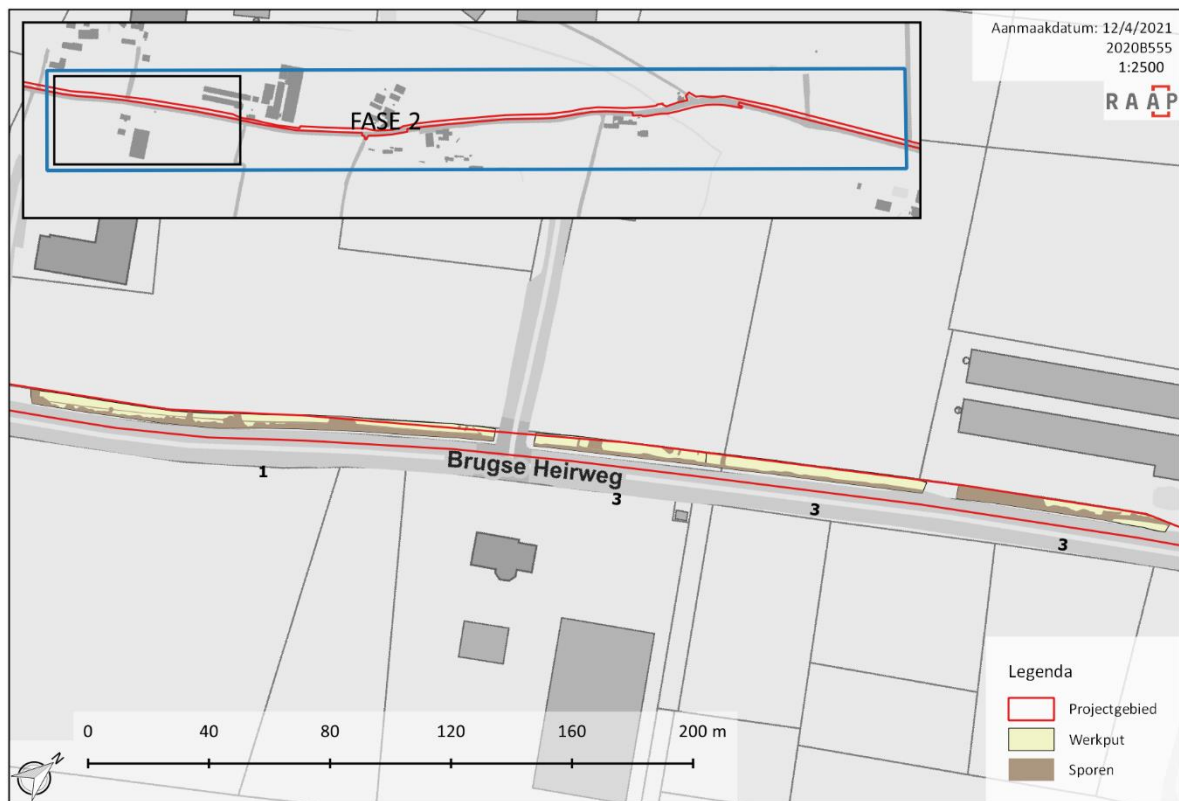 Aanmaakdatum: 12/4/2021
2020B555
1:2500
RAAP
FASE 2
Brugse Heirweg
1
3
3
3
Legenda
Projectgebied
Werkput
Sporen
0 40 80 120 160 200 m
N